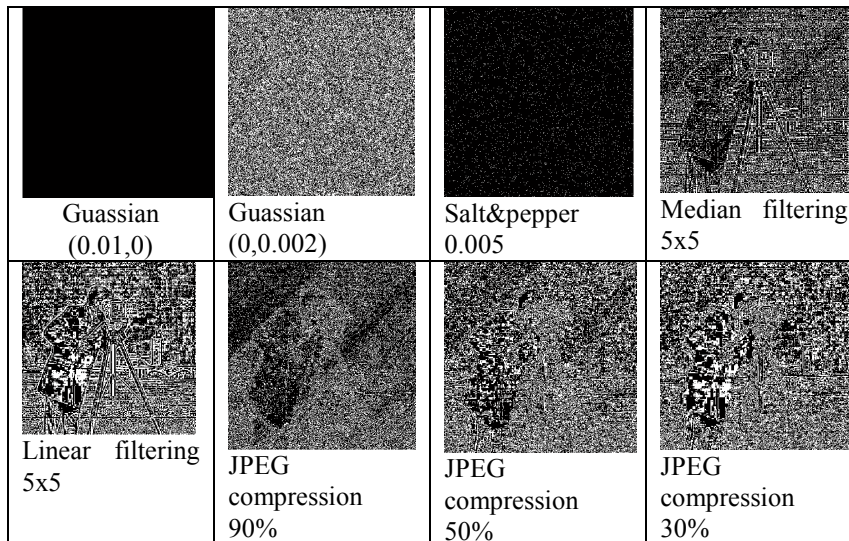 Guassian
(0.01,0)
Guassian
(0,0.002)
Salt&pepper
0.005
Median filtering
5x5
Linear filtering
5x5
JPEG
compression
90%
JPEG
compression
50%
JPEG
compression
30%